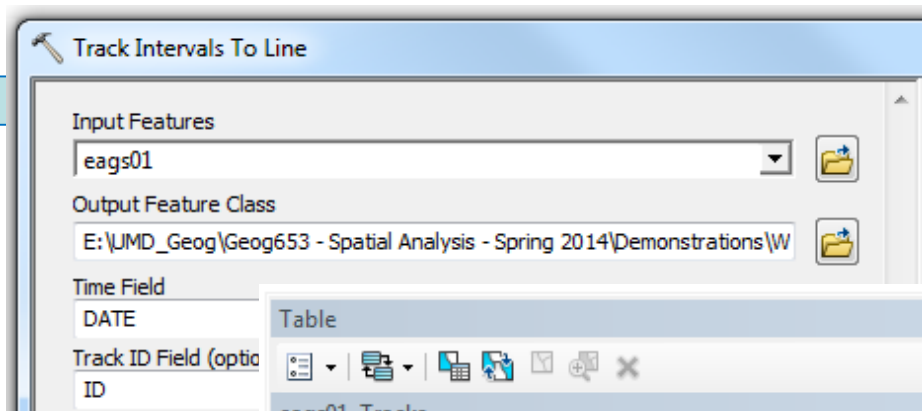 Track Intervals To Line
Input Features
eags01
Output Feature Class
E:\UMD_Geog\Geog653 - Spatial Analysis - Spring 2014\Demonstrations\W
Time Field
DATE
Table
Track ID Field (optio
ID
eags01_Tracks